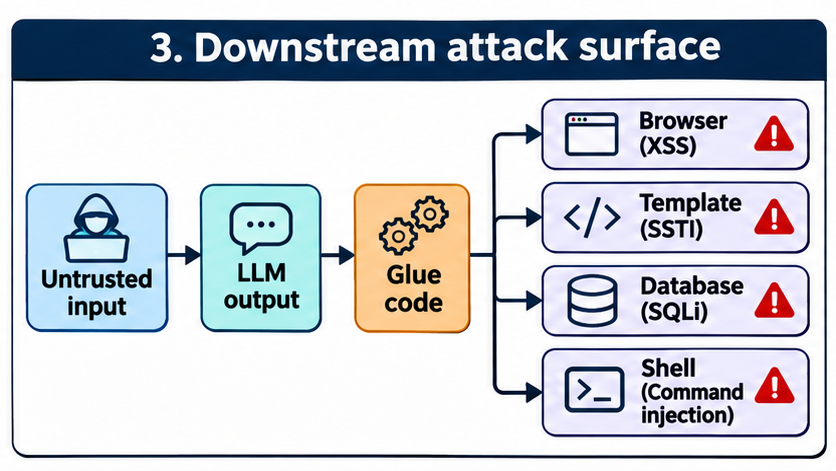 3. Downstream attack surface
Untrusted
input
LLM
output
Glue
code
Browser
(XSS)
Template
(SSTI)
Database
(SQLi)
Shell
(Command
injection)